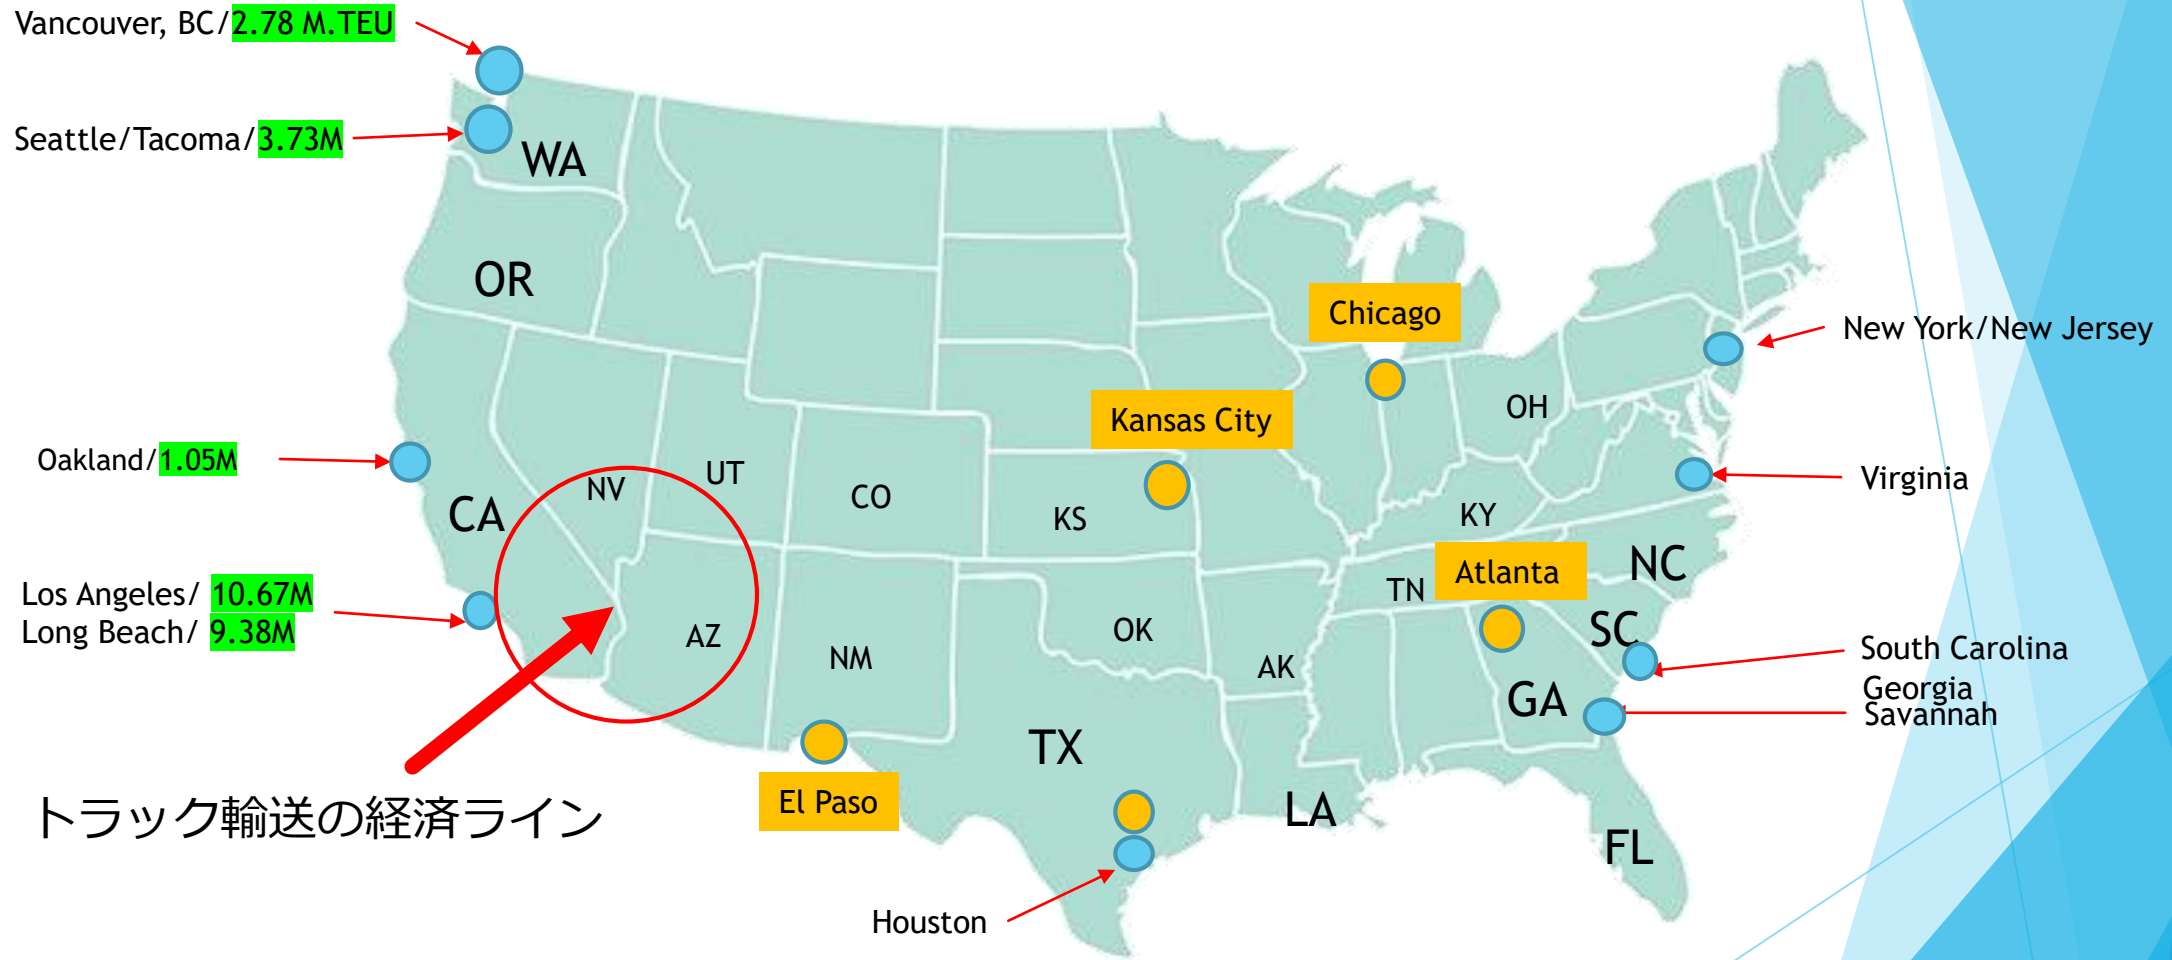 Vancouver, BC/2.78 M.TEU
Seattle/Tacoma/3.73M
WA
OR
Chicago
New York/New Jersey
Kansas City
OH
Oakland/1.05M
NV
UT
CO
CA
KS
KY
Virginia
Los Angeles/ 10.67M
Long Beach/ 9.38M
AZ
NM
OK
AK
TN
Atlanta
NC
SC
GA
South Carolina
Georgia
Savannah
TX
El Paso
LA
FL
トラック輸送の経済ライン
Houston